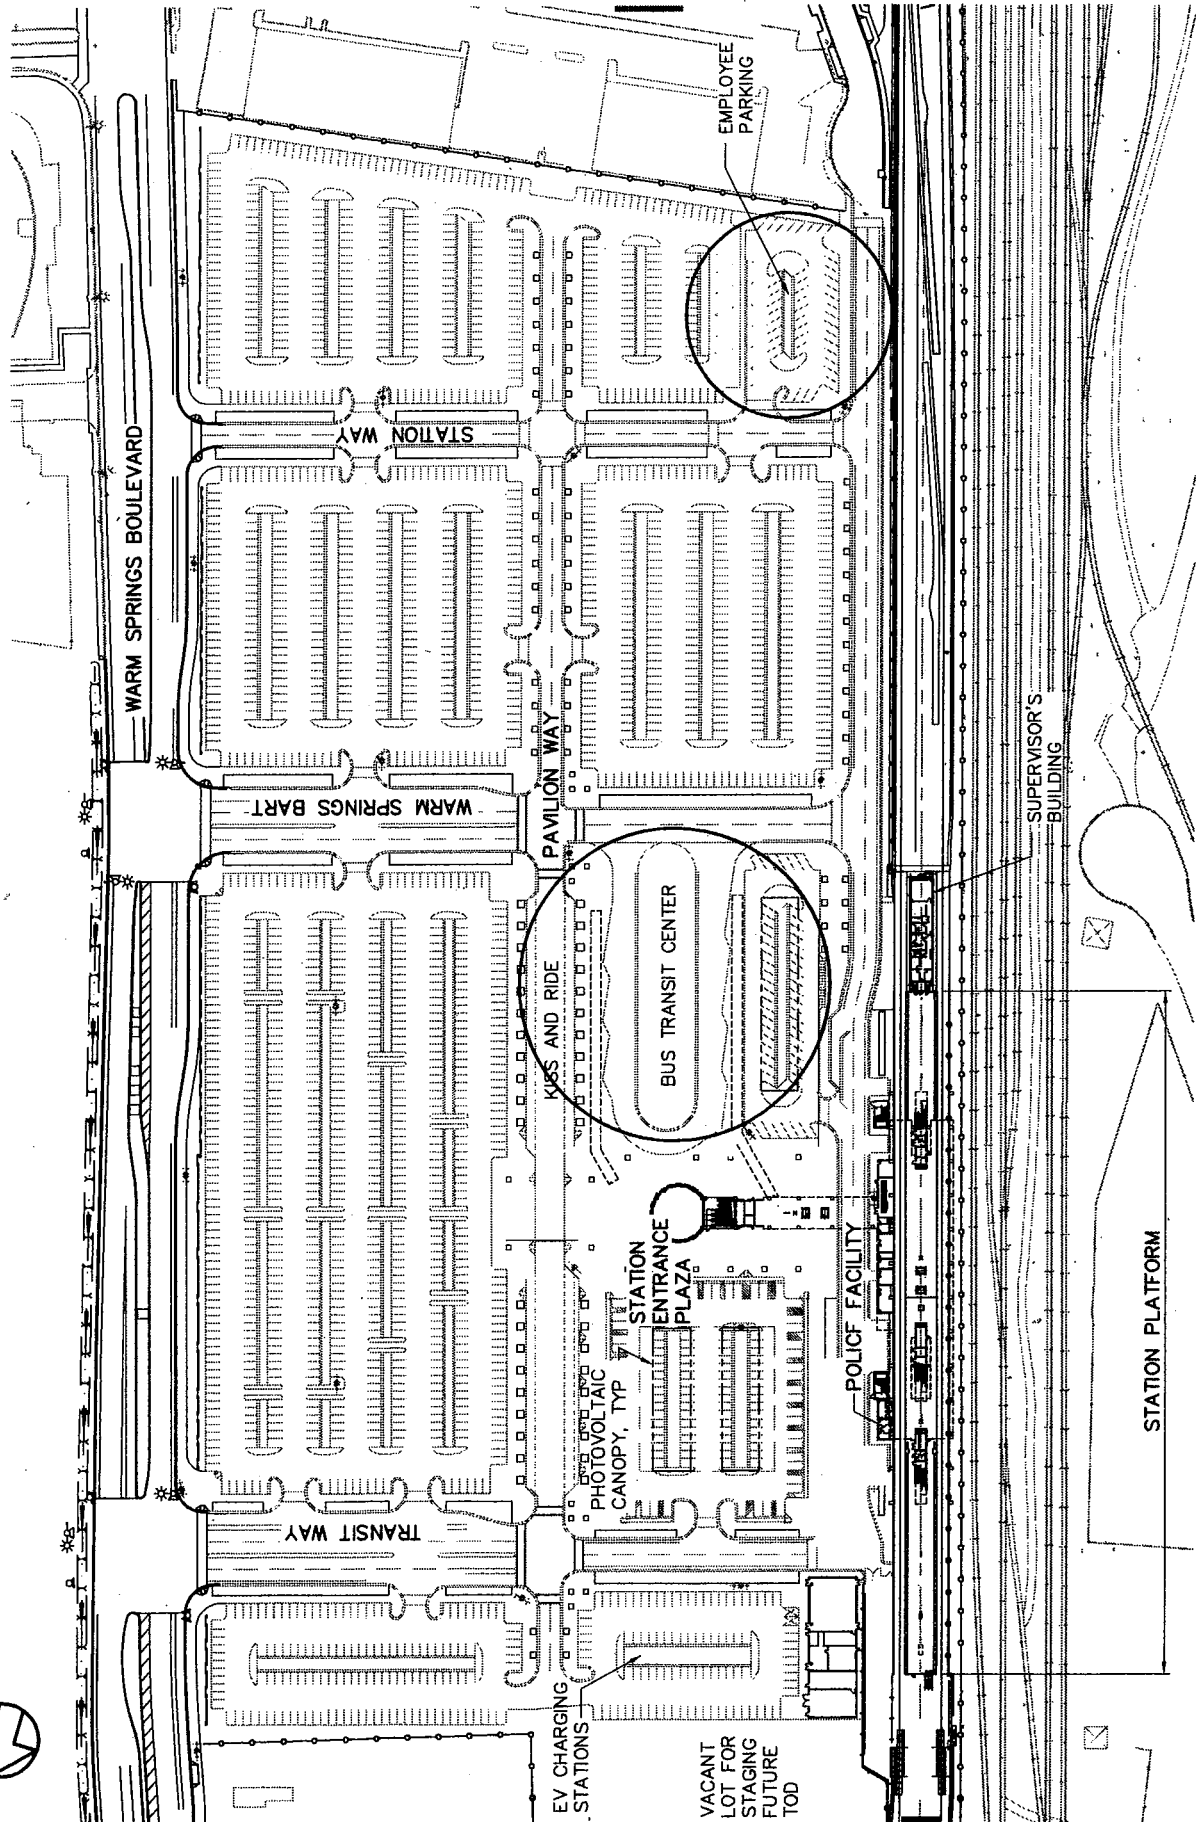 EMPLOYEE
PARKING
WARM SPRINGS BOULEVARD
STATION WAY
PAVILION WAY
WARM SPRINGS BART
SUPERVISOR'S
BUILDING
KISS AND RIDE
BUS TRANSIT CENTER
STATION
ENTRANCE
PLAZA
POLICF FACILITY
STATION PLATFORM
PHOTOVOLTAIC
CANOPY, TYP
TRANSIT WAY
EV CHARGING
STATIONS
VACANT
LOT FOR
STAGING
FUTURE
TOD